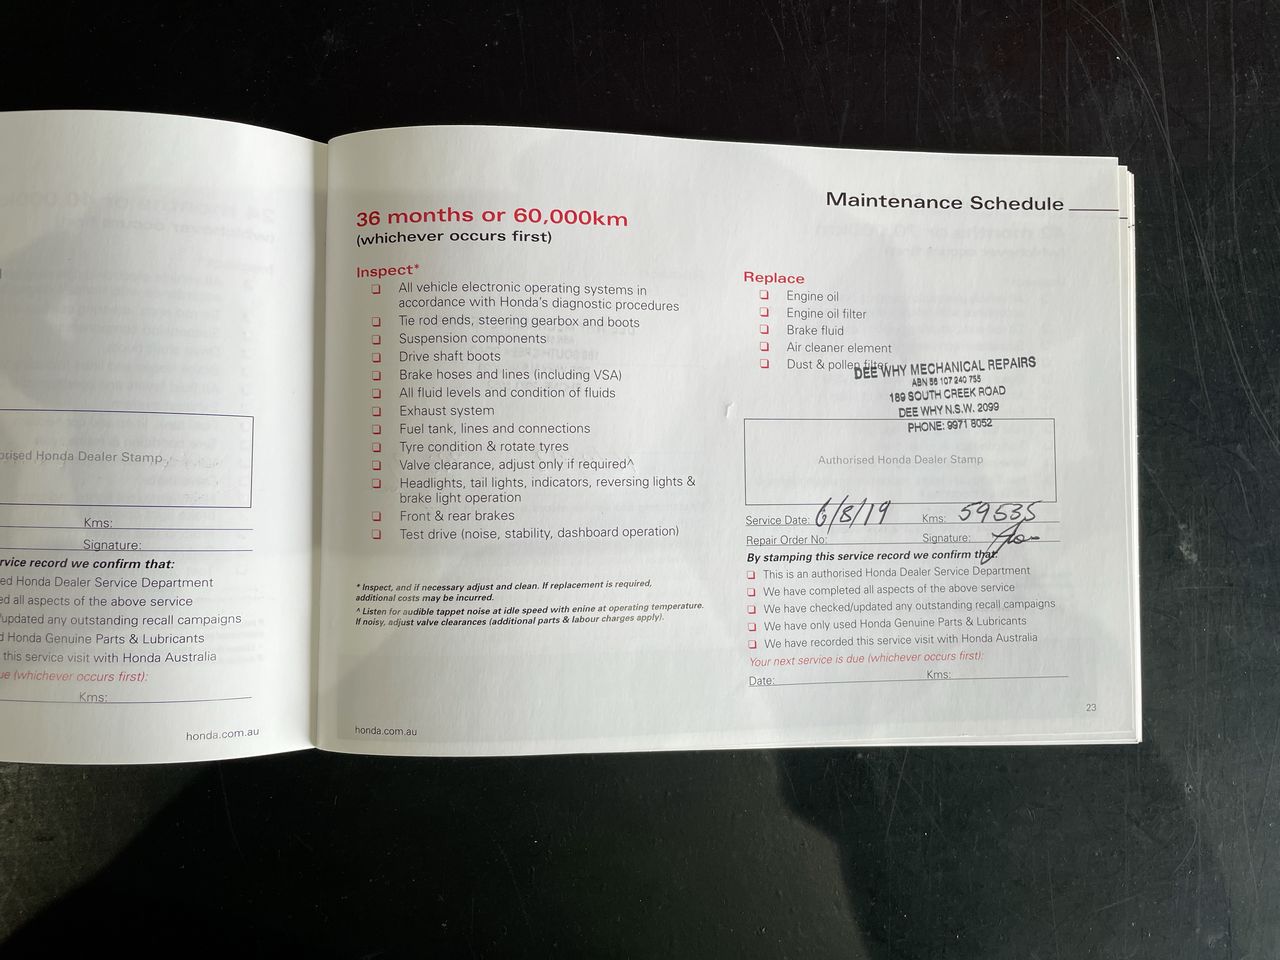 orised Honda Dealer Stamp
Kms:
Signature:
rvice record we confirm that:
ed Honda Dealer Service Department
ed all aspects of the above service
/updated any outstanding recall campaigns
d Honda Genuine Parts & Lubricants
this service visit with Honda Australia
ue (whichever occurs first):
Kms:
honda.com.au
Maintenance Schedule
36 months or 60,000km
(whichever occurs first)
Inspect*
All vehicle electronic operating systems in
accordance with Honda's diagnostic procedures
Tie rod ends, steering gearbox and boots
Suspension components
Drive shaft boots
Brake hoses and lines (including VSA)
All fluid levels and condition of fluids
Exhaust system
Fuel tank, lines and connections
Tyre condition & rotate tyres
Valve clearance, adjust only if required^
Headlights, tail lights, indicators, reversing lights &
brake light operation
Front & rear brakes
Test drive (noise, stability, dashboard operation)
* Inspect, and if necessary adjust and clean. If replacement is required,
additional costs may be incurred.
^ Listen for audible tappet noise at idle speed with enine at operating temperature.
If noisy, adjust valve clearances (additional parts & labour charges apply).
honda.com.au
Replace
Engine oil
Engine oil filter
Brake fluid
Air cleaner element
Dust & pollen filter
DEE WHY MECHANICAL REPAIRS
ABN 56 107 240 755
189 SOUTH CREEK ROAD
DEE WHY N.S.W. 2099
PHONE: 9971 8052
Authorised Honda Dealer Stamp
Service Date: 6/8/19 Kms: 59535
Repair Order No: Signature:
By stamping this service record we confirm that:
This is an authorised Honda Dealer Service Department
We have completed all aspects of the above service
We have checked/updated any outstanding recall campaigns
We have only used Honda Genuine Parts & Lubricants
We have recorded this service visit with Honda Australia
Your next service is due (whichever occurs first):
Date: Kms:
23